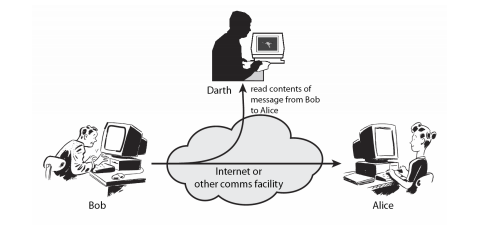 Darth
read contents of
message from Bob
to Alice
Internet or
other comms facility
Bob
Alice